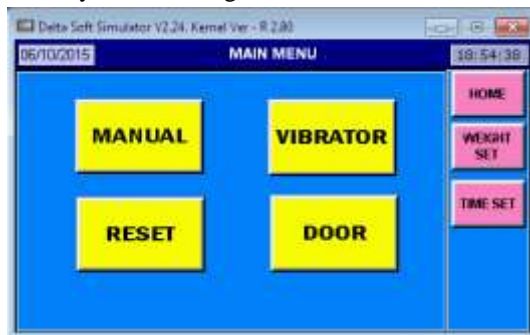 Delta Soft Simulator V2.24, Kernel Ver - R 2.80
06/10/2015 MAIN MENU 18:54:38
HOME
MANUAL VIBRATOR
WEIGHT
SET
TIME SET
RESET DOOR